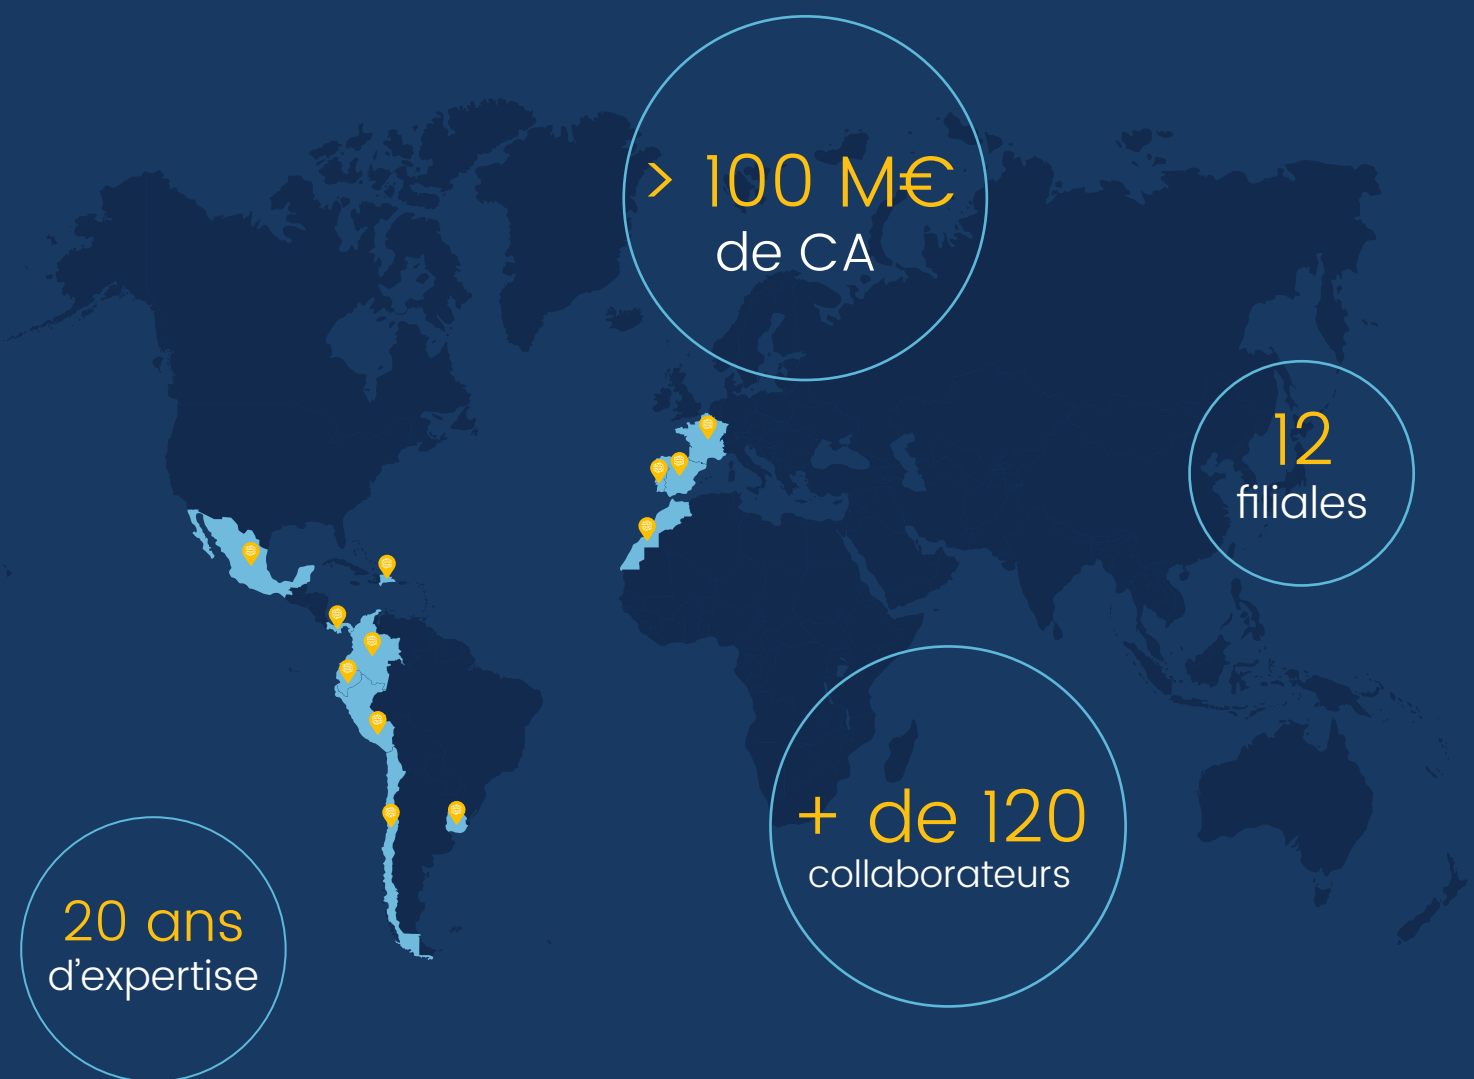 > 100 M€
de CA
12
filiales
+ de 120
collaborateurs
20 ans
d’expertise